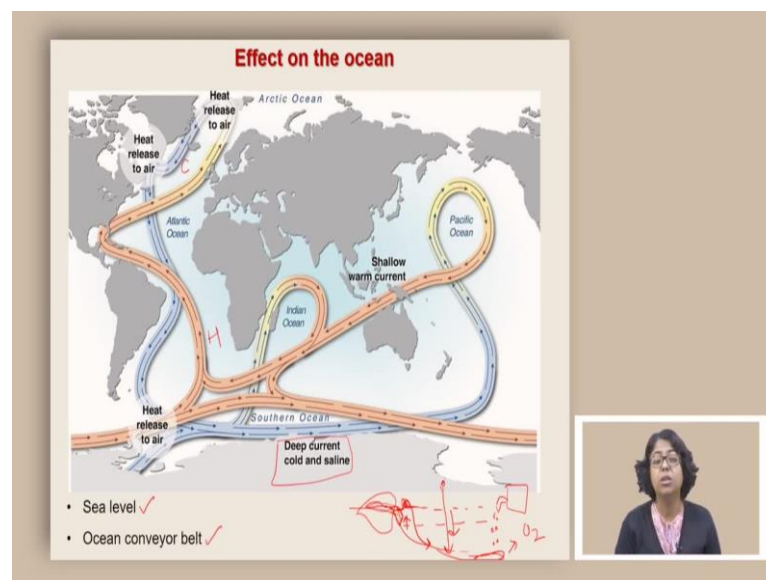 Effect on the ocean
Heat
release
to air
Arctic Ocean
Heat
release
to air
C
Atlantic
Ocean
Pacific
Ocean
Shallow
warm current
Indian
Ocean
H
Heat
release
to air
Southern Ocean
Deep current
cold and saline
• Sea level
• Ocean conveyor belt
O2